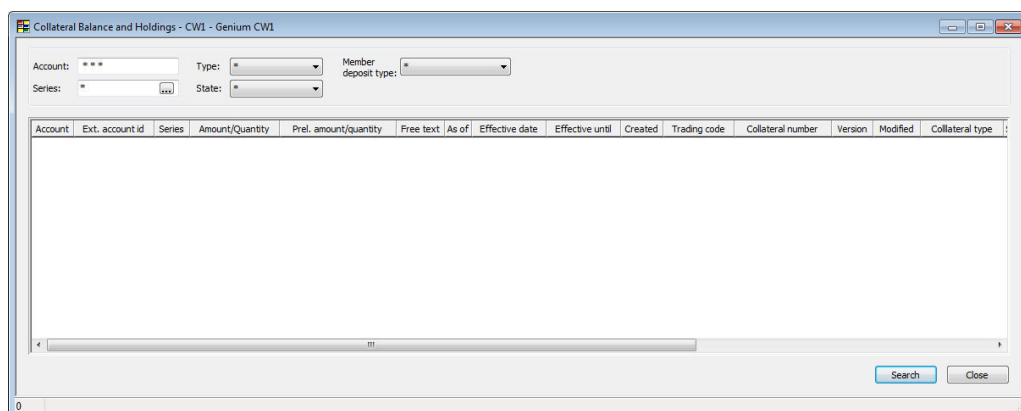 Collateral Balance and Holdings - CW1 - Genium CW1
Account: * * * Type: * Member deposit type: *
Series: * ... State: *
Account Ext. account id Series Amount/Quantity Prel. amount/quantity Free text As of Effective date Effective until Created Trading code Collateral number Version Modified Colllateral type
Search Close
0